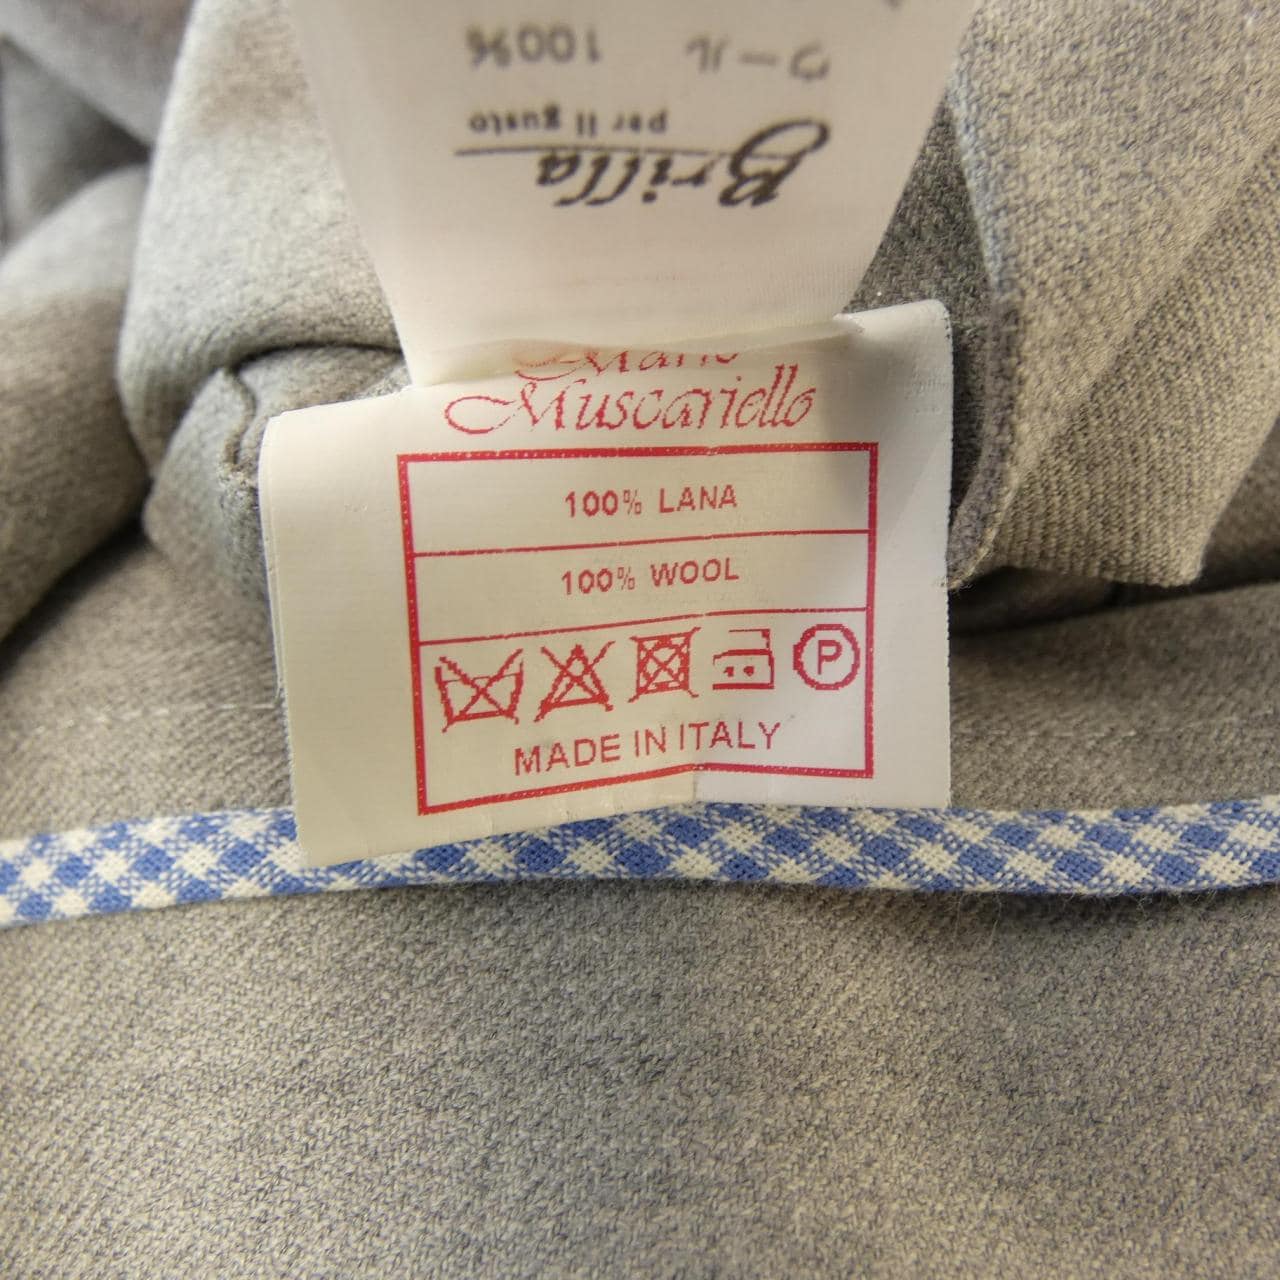 Brilla
per il gusto
ウール 100%
Mario
Muscariello
100% LANA
100% WOOL
P
MADE IN ITALY